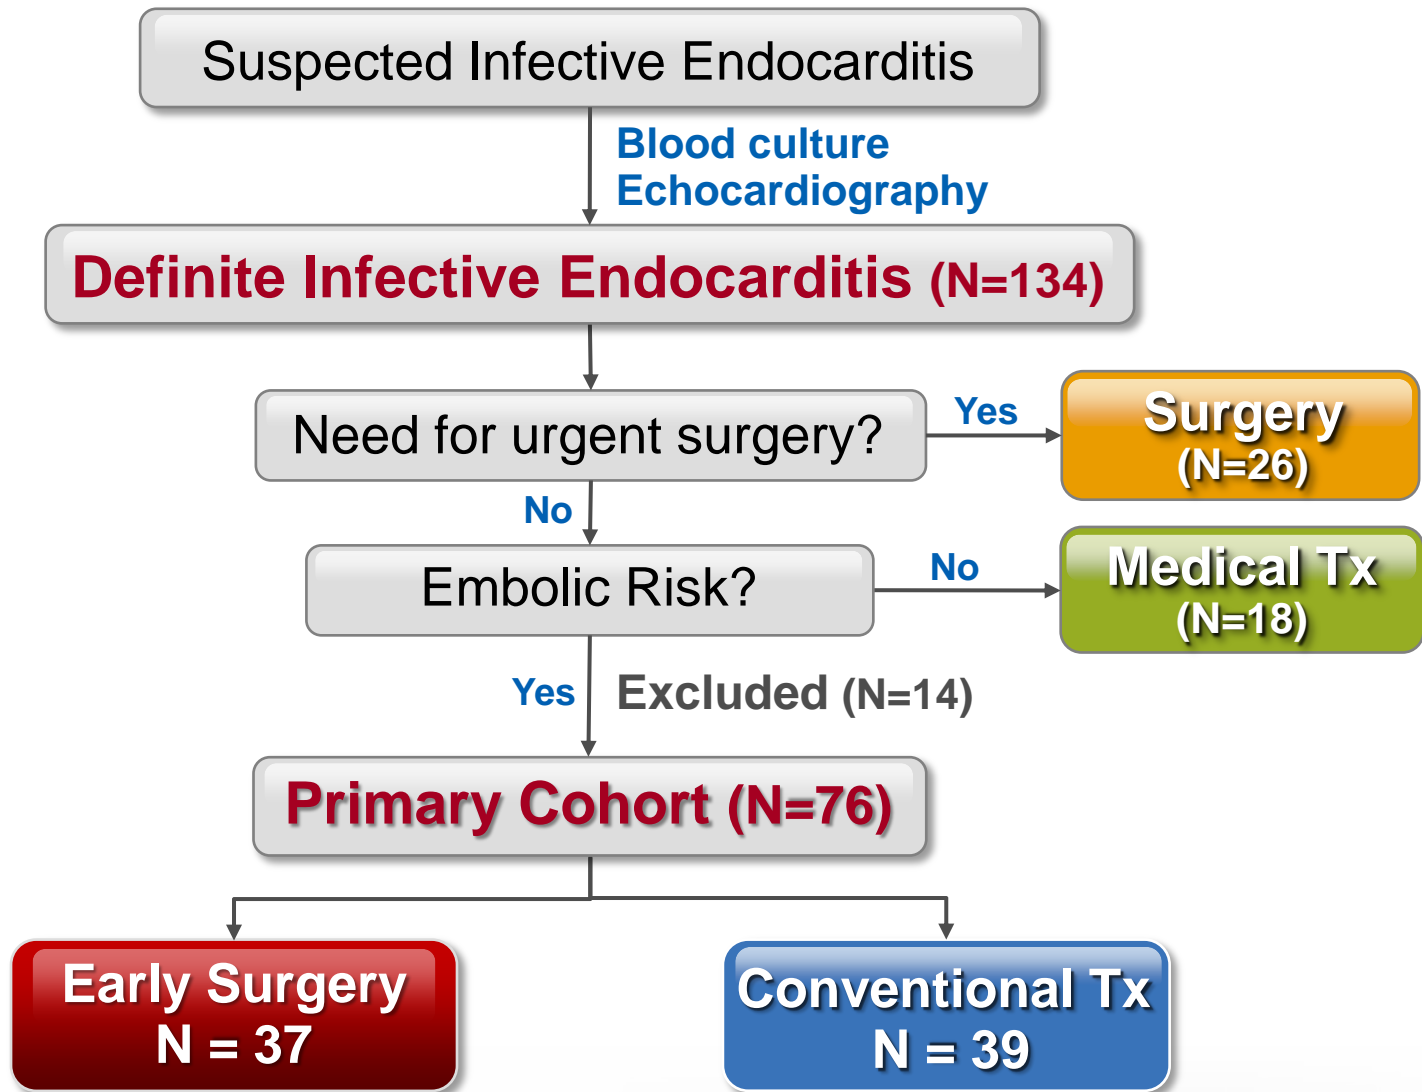 Suspected Infective Endocarditis
Blood culture
Echocardiography
Definite Infective Endocarditis (N=134)
Need for urgent surgery?
Yes
Surgery
(N=26)
No
Embolic Risk?
No
Medical Tx
(N=18)
Yes
Excluded (N=14)
Primary Cohort (N=76)
Early Surgery
N = 37
Conventional Tx
N = 39